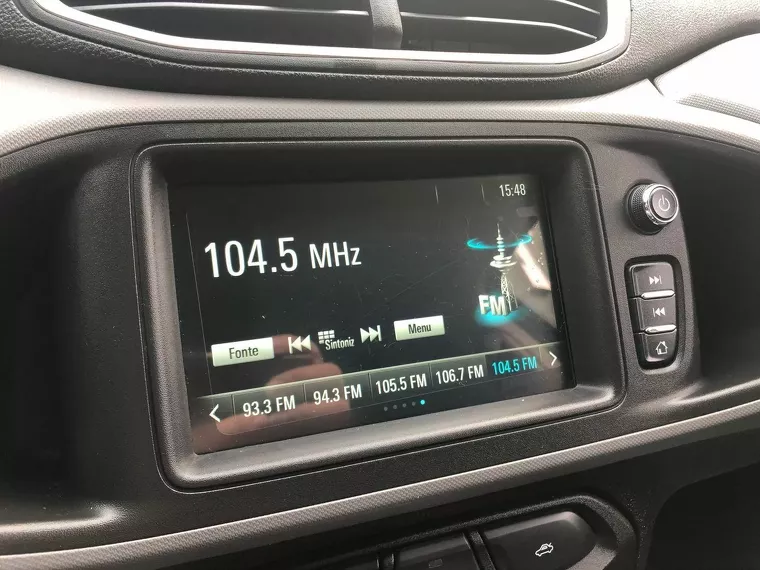 15:48
104.5 MHz
FM
Fonte Sintoniz Menu
93.3 FM 94.3 FM 105.5 FM 106.7 FM 104.5 FM